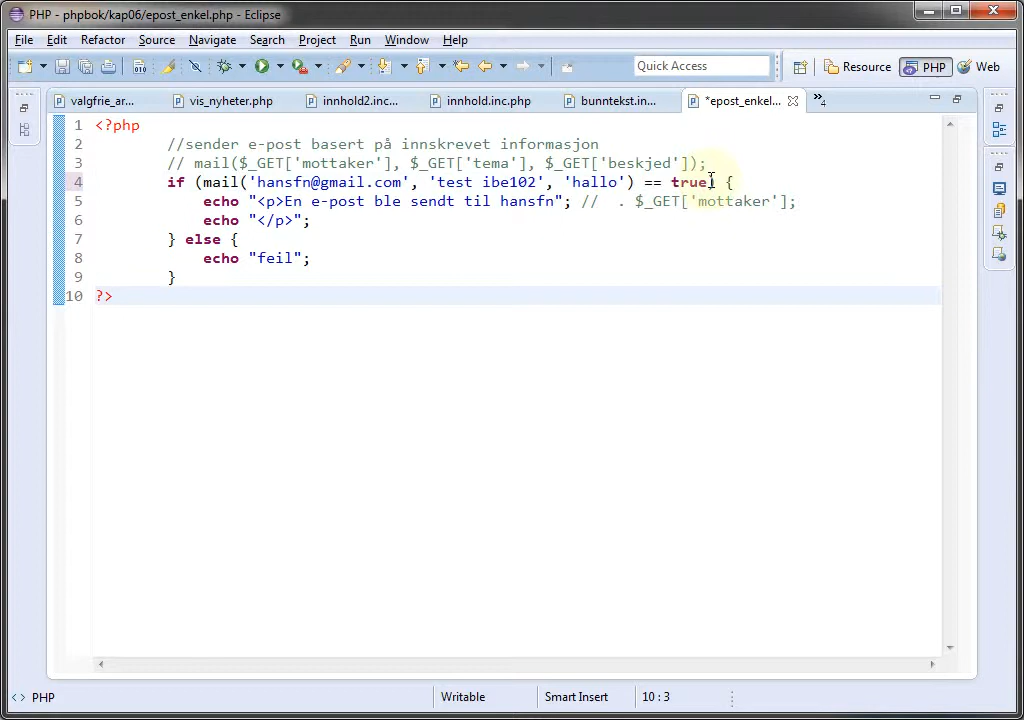 PHP - phpbok/kap06/epost_enkel.php - Eclipse
File Edit Refactor Source Navigate Search Project Run Window Help
Quick Access Resource PHP Web
valgfrie_ar... vis_nyheter.php innhold2.inc... innhold.inc.php bunntekst.in... *epost_enkel... »4
1 <?php
2 //sender e-post basert på innskrevet informasjon
3 // mail($_GET['mottaker'], $_GET['tema'], $_GET['beskjed']);
4 if (mail('hansfn@gmail.com', 'test ibe102', 'hallo') == true) {
5 echo "<p>En e-post ble sendt til hansfn"; // . $_GET['mottaker'];
6 echo "</p>";
7 } else {
8 echo "feil";
9 }
10 ?>
<> PHP Writable Smart Insert 10 : 3